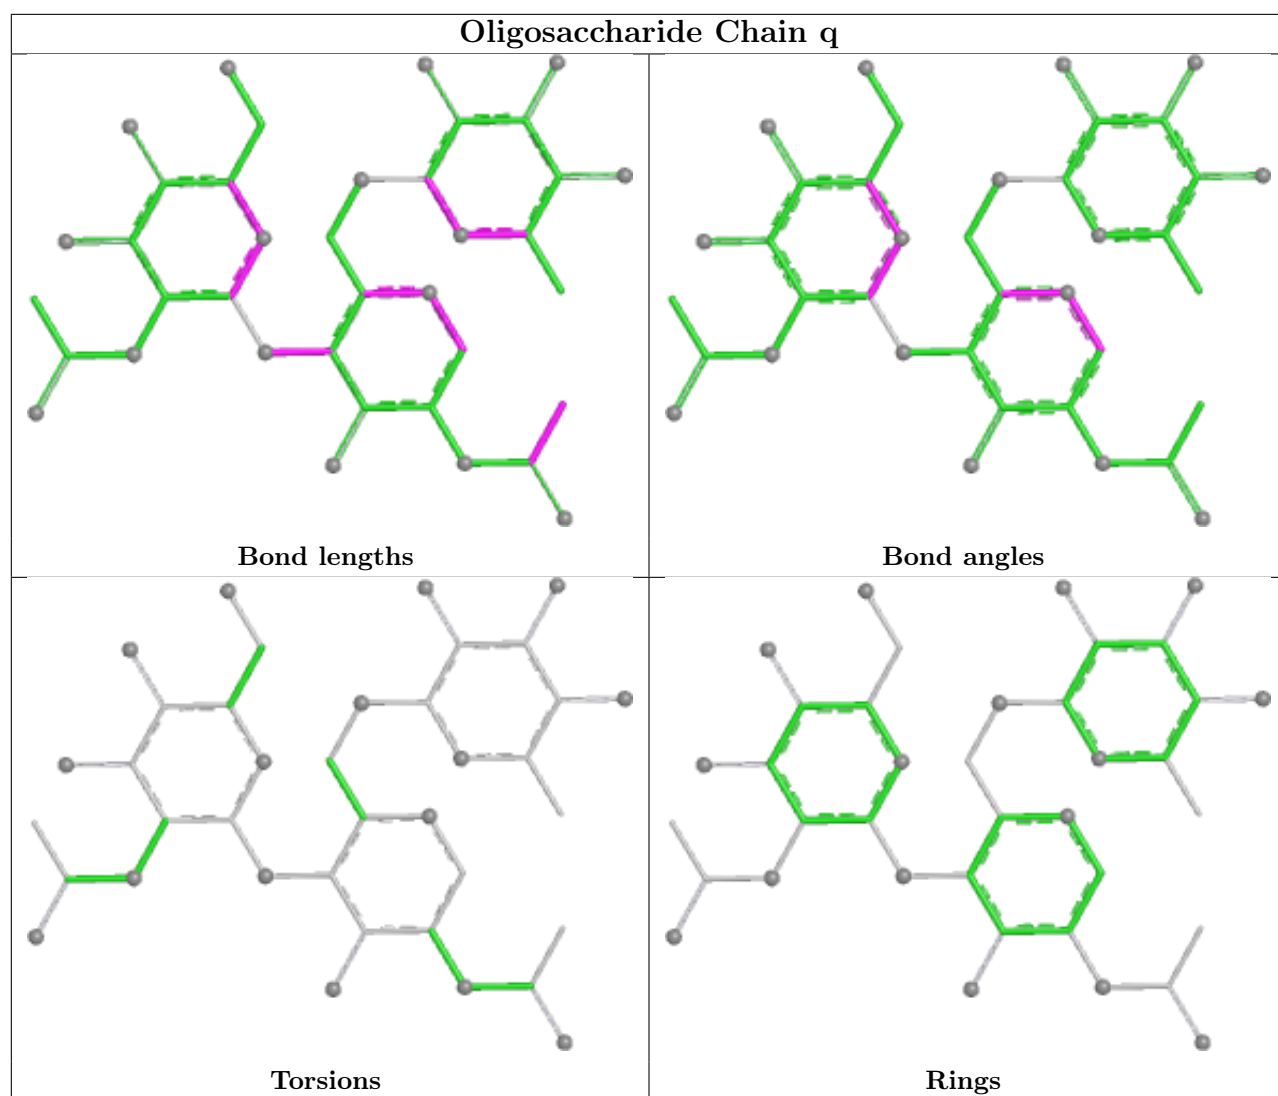 Oligosaccharide Chain q
Bond lengths
Bond angles
Torsions
Rings